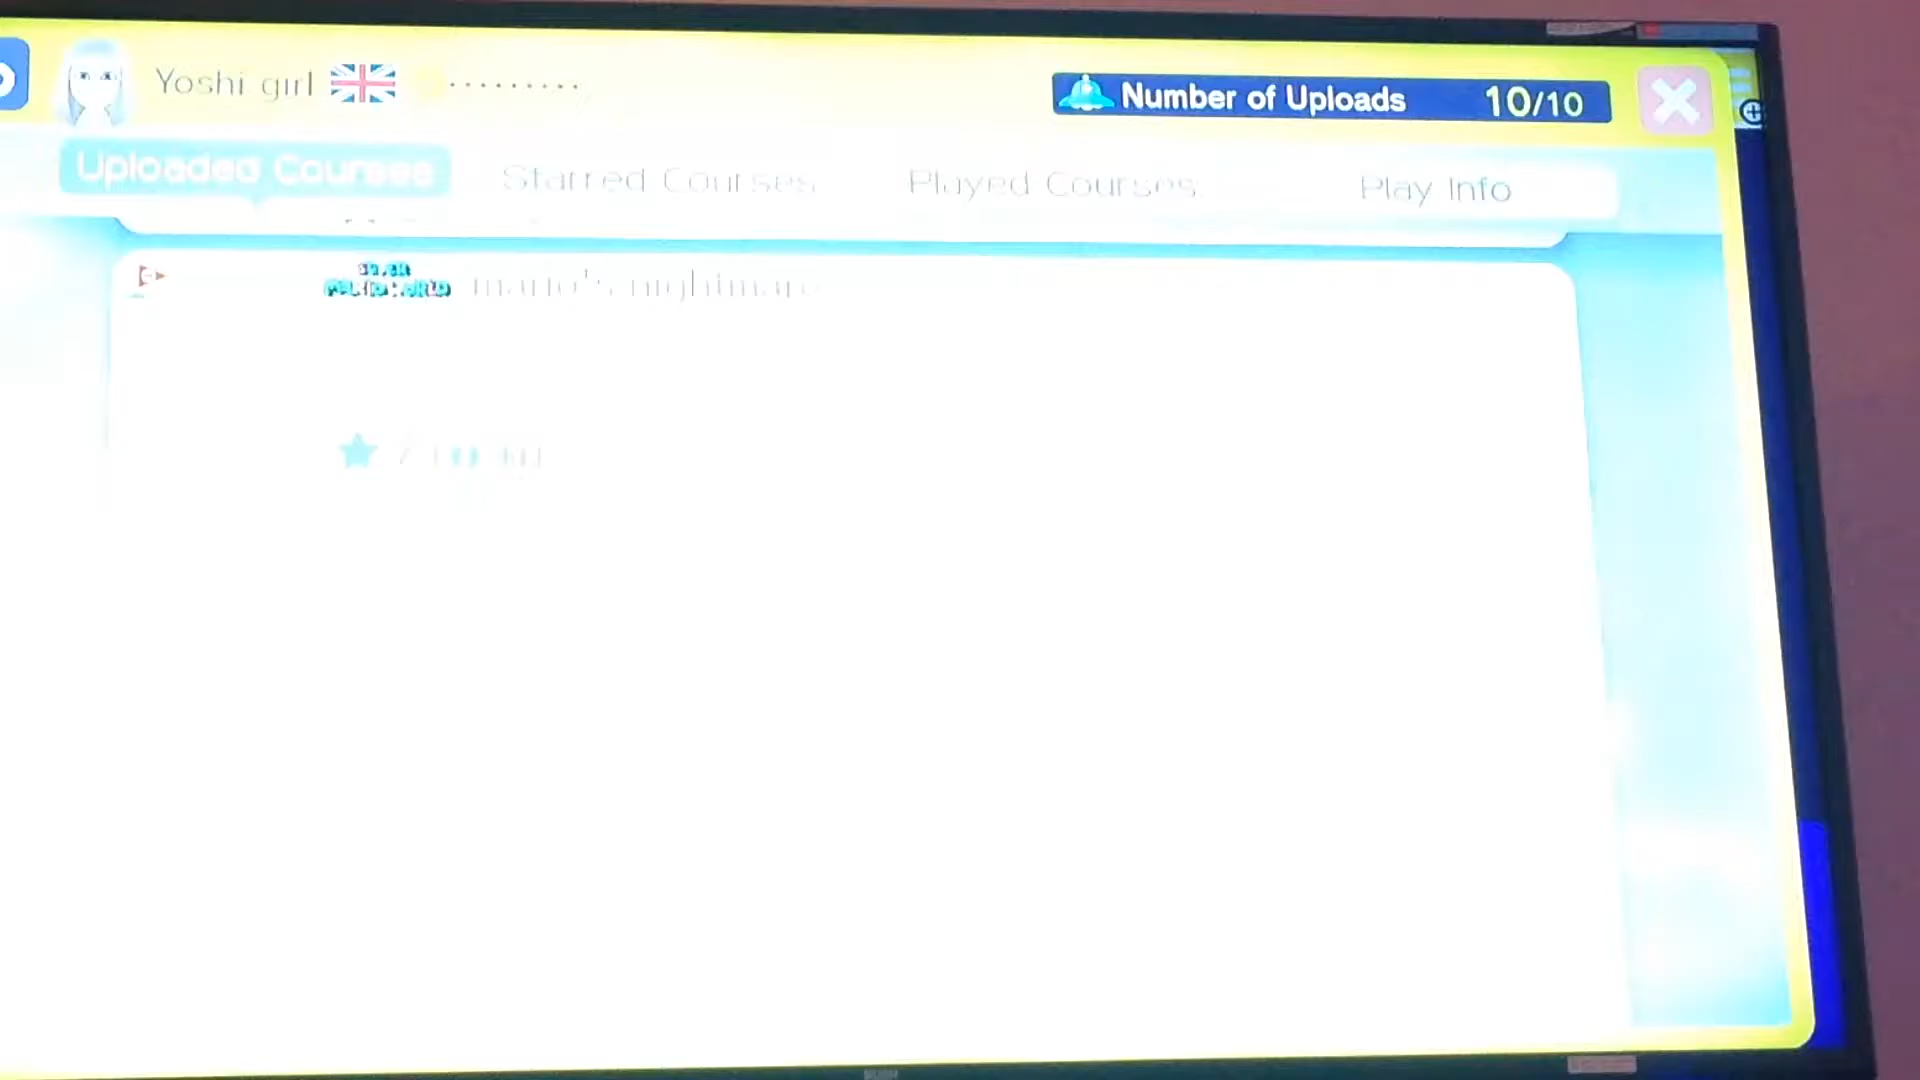 Yoshi girl
Number of Uploads 10/10
Uploaded Courses
Starred Courses
Played Courses
Play Info
mario's nightmare